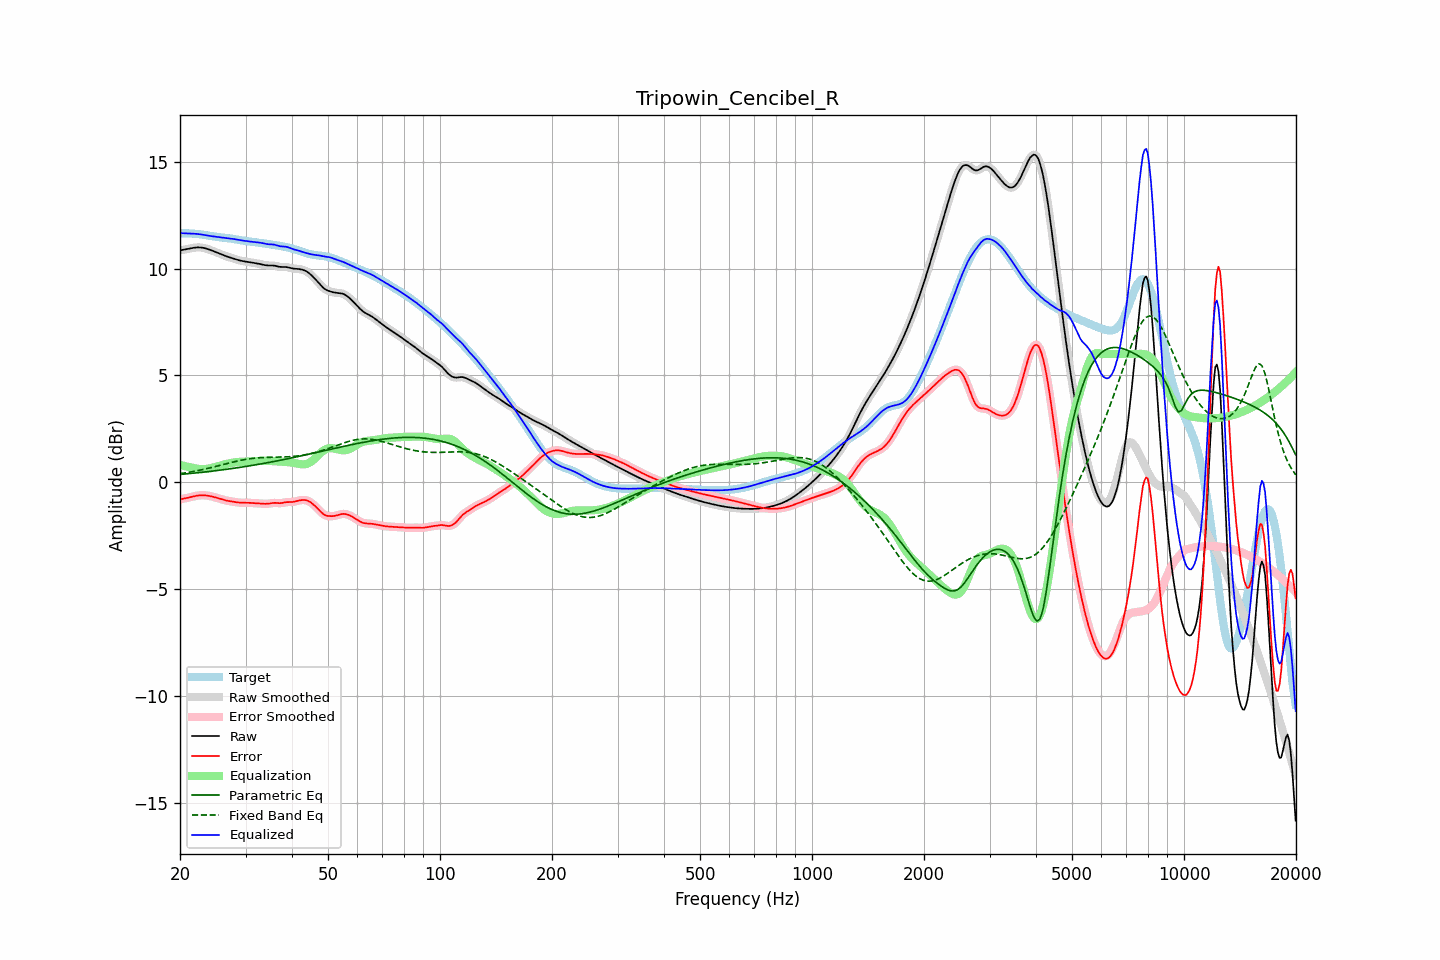 Tripowin_Cencibel_R
Amplitude (dBr)
15
10
5
0
−5
−10
−15
Target
Raw Smoothed
Error Smoothed
Raw
Error
Equalization
Parametric Eq
Fixed Band Eq
Equalized
20 50 100 200 500 1000 2000 5000 10000 20000
Frequency (Hz)